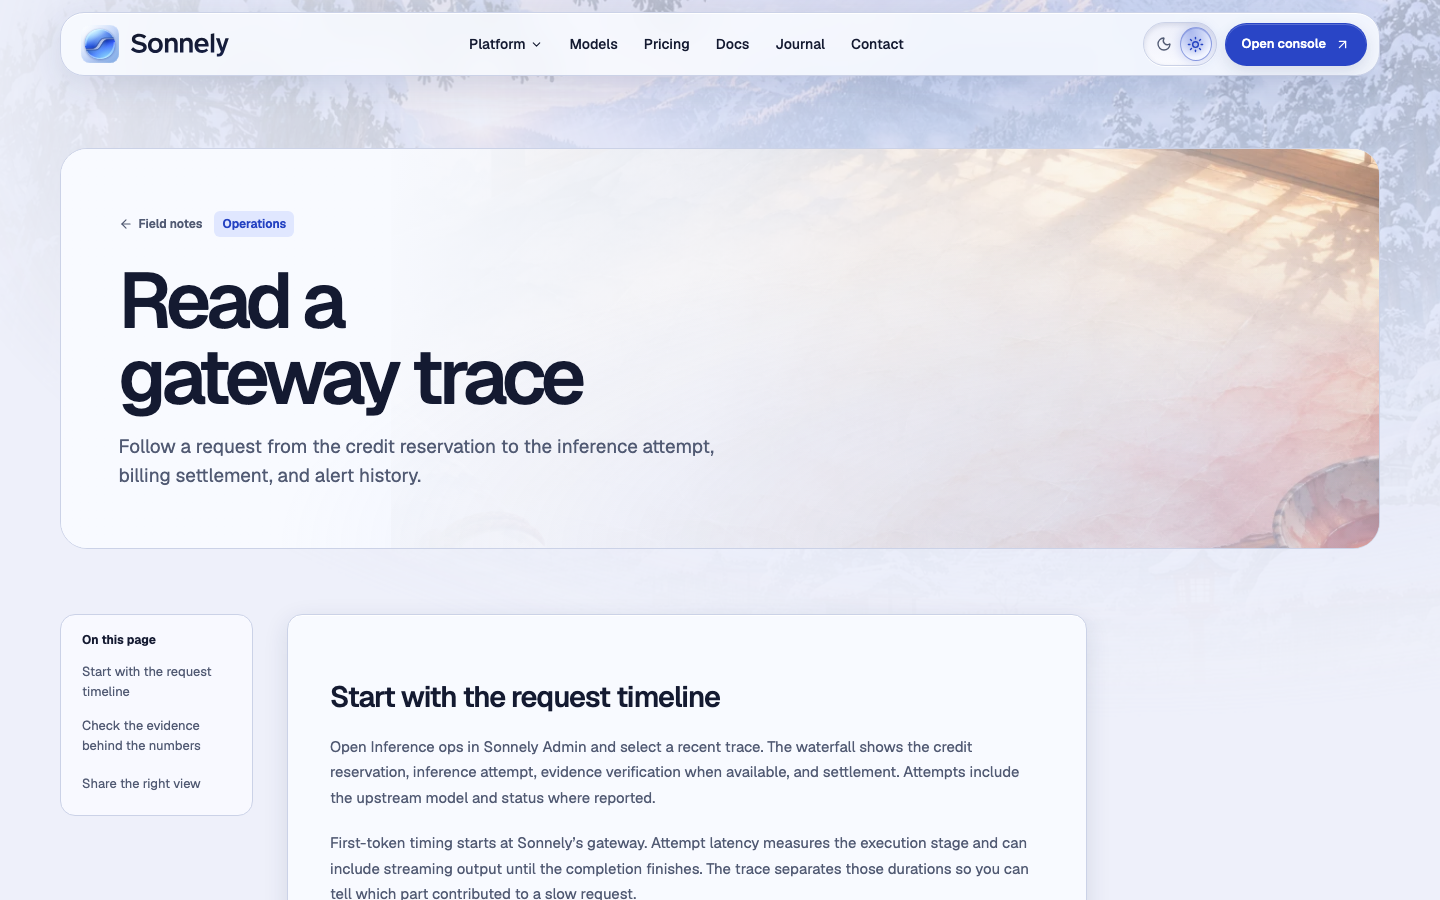 Sonnely
Platform
Models
Pricing
Docs
Journal
Contact
Open console
Field notes
Operations
Read a
gateway trace
Follow a request from the credit reservation to the inference attempt,
billing settlement, and alert history.
On this page
Start with the request
timeline
Check the evidence
behind the numbers
Share the right view
Start with the request timeline
Open Inference ops in Sonnely Admin and select a recent trace. The waterfall shows the credit
reservation, inference attempt, evidence verification when available, and settlement. Attempts include
the upstream model and status where reported.
First-token timing starts at Sonnely’s gateway. Attempt latency measures the execution stage and can
include streaming output until the completion finishes. The trace separates those durations so you can
tell which part contributed to a slow request.